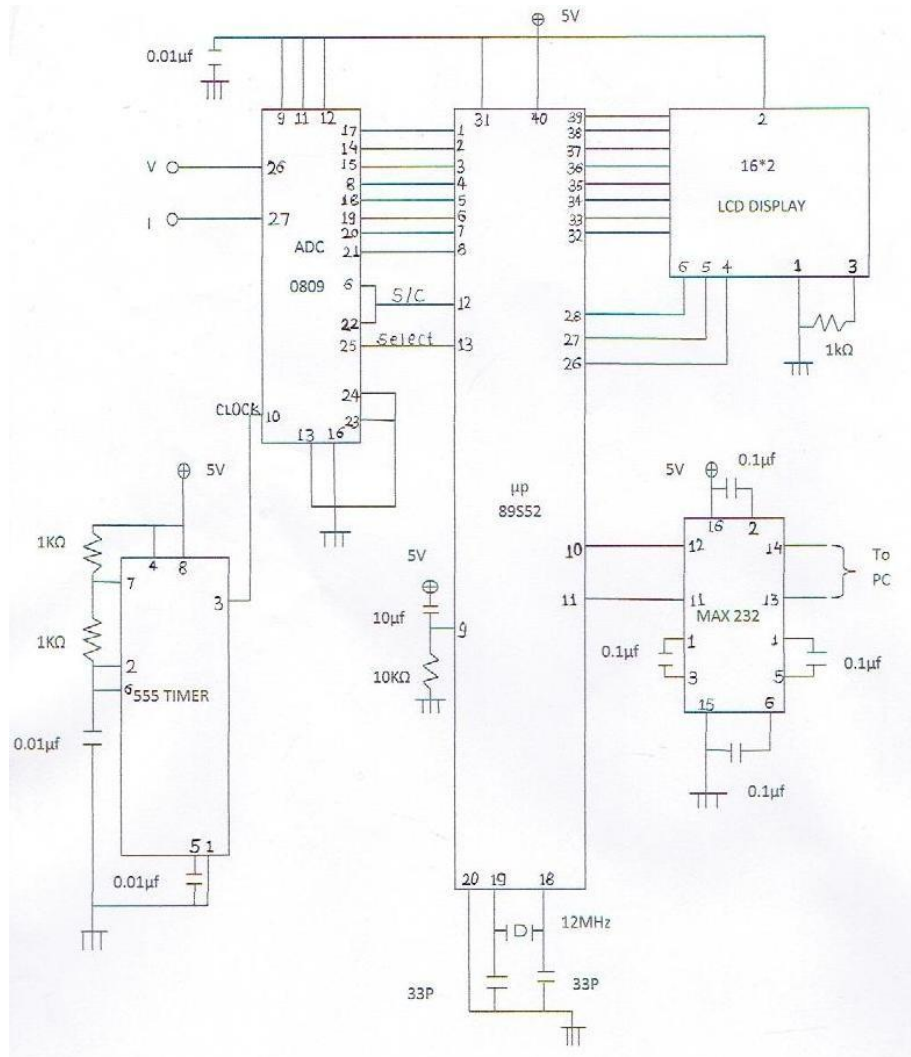 5V
0.01µf
9 11 12
31 40
2
17 1 39
14 2 38
15 3 37
8 4 36
18 5 35
19 6 34
20 7 33
21 8 32
16*2
LCD DISPLAY
V 26
I 27
ADC
0809
6 S/C 12
22
25 select 13
6 5 4 1 3
28
27
26
1kΩ
24
23
CLOCK 10
13 16
5V
1KΩ
4 8
7
3
1KΩ
2
6
555 TIMER
0.01µf
5 1
0.01µf
µp
89S52
5V
10µf
9
10KΩ
5V 0.1µf
16 2
10 12 14
11 11 13
To
PC
MAX 232
0.1µf 1 1 0.1µf
3 5
15 6
0.1µf
20 19 18
D 12MHz
33P 33P